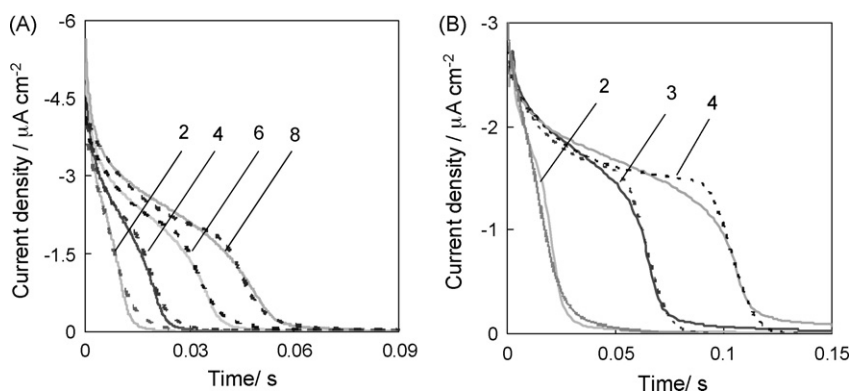 (A)
-6
-4.5
-3
-1.5
0
Current density / µA cm-2
2 4 6 8
0 0.03 0.06 0.09
Time/ s
(B)
-3
-2
-1
0
Current density / µA cm-2
2 3 4
0 0.05 0.1 0.15
Time/ s